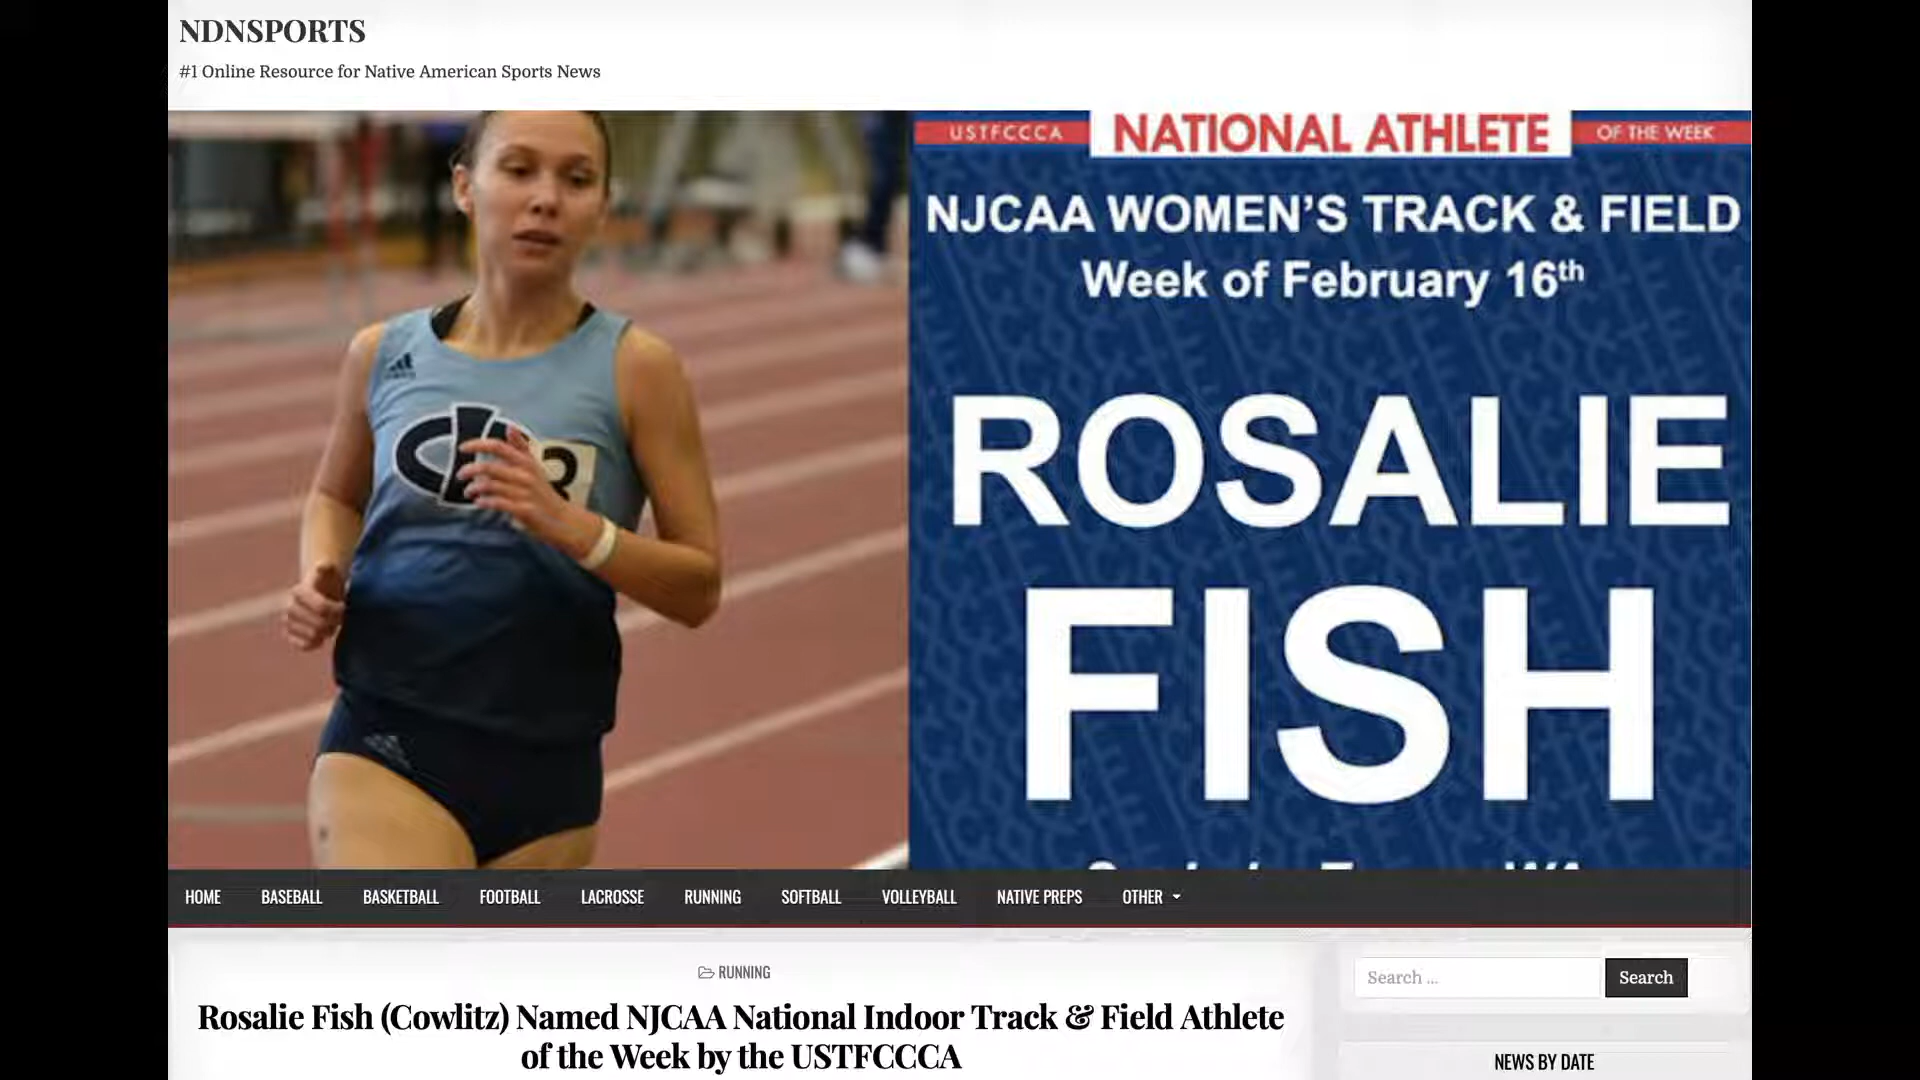 NDNSPORTS
#1 Online Resource for Native American Sports News
USTFCCCA NATIONAL ATHLETE OF THE WEEK
NJCAA WOMEN'S TRACK & FIELD
Week of February 16th
ROSALIE
FISH
HOME BASEBALL BASKETBALL FOOTBALL LACROSSE RUNNING SOFTBALL VOLLEYBALL NATIVE PREPS OTHER
RUNNING
Rosalie Fish (Cowlitz) Named NJCAA National Indoor Track & Field Athlete
of the Week by the USTFCCCA
Search ... Search
NEWS BY DATE